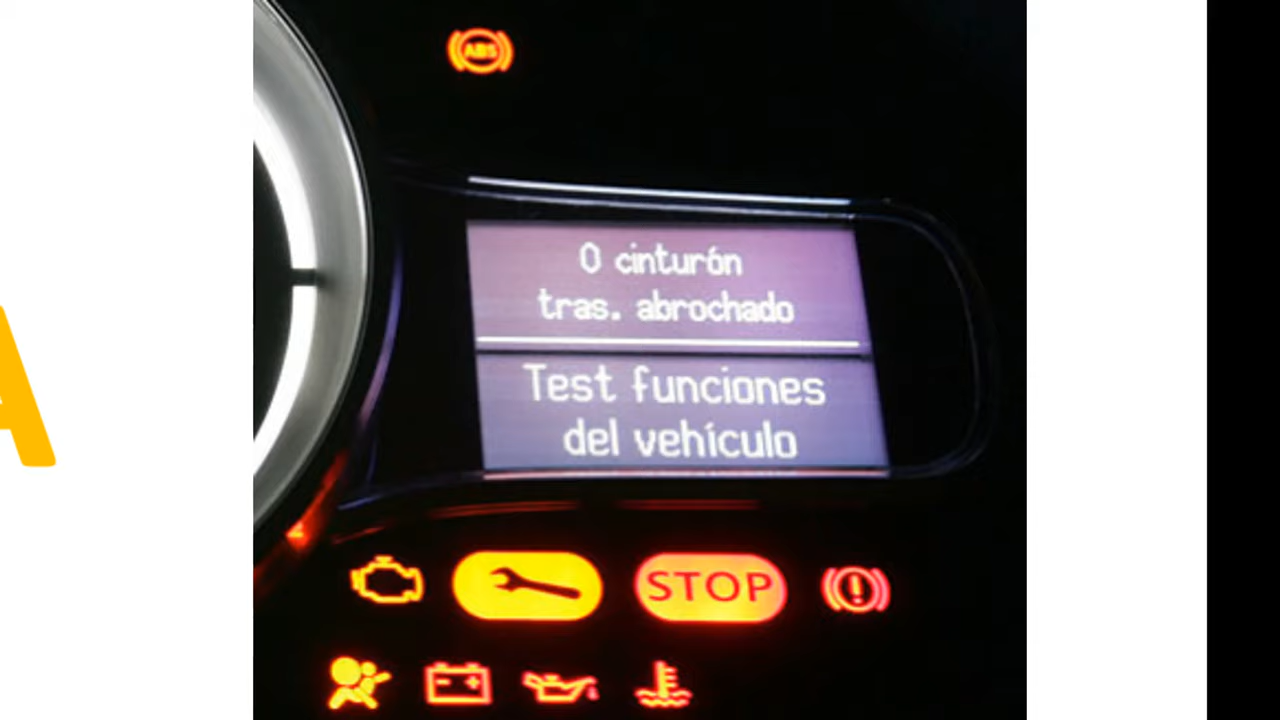 A
ABS
0 cinturón
tras. abrochado
Test funciones
del vehículo
STOP